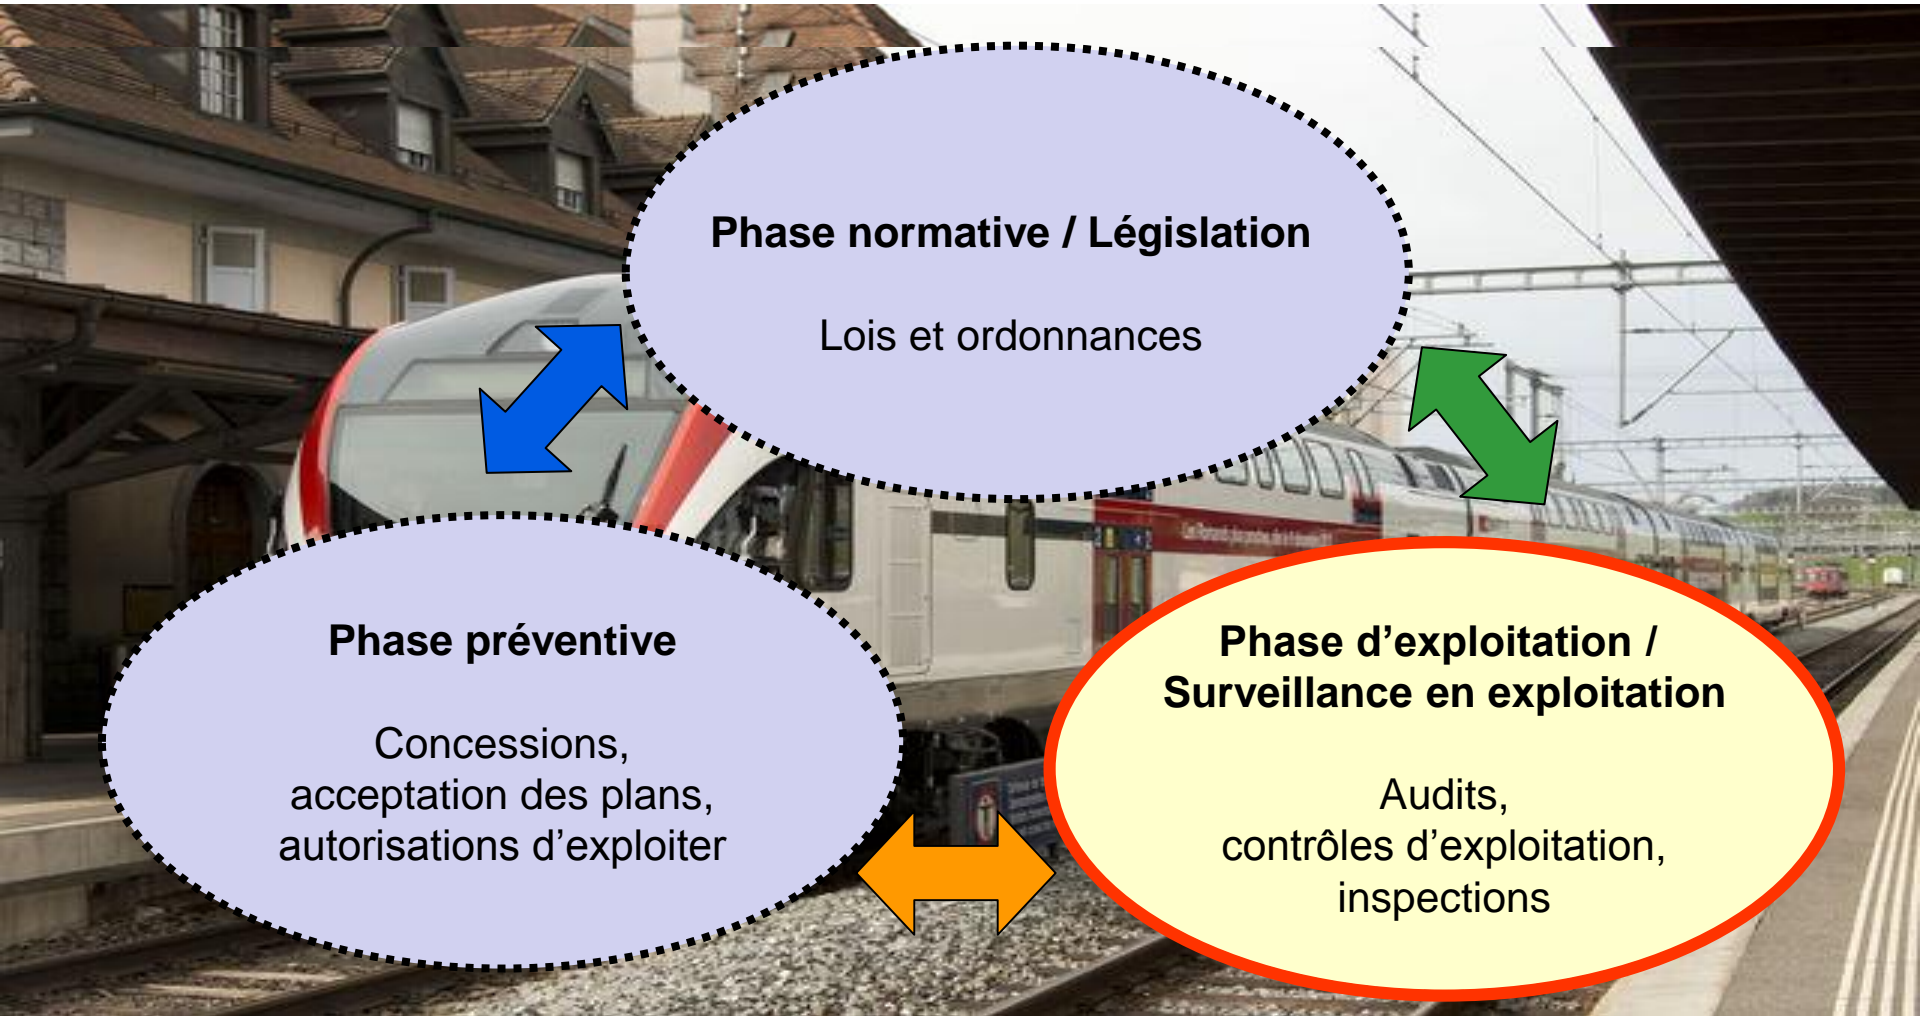 Phase normative / Législation
Lois et ordonnances
Phase préventive
Concessions,
acceptation des plans,
autorisations d’exploiter
Phase d’exploitation /
Surveillance en exploitation
Audits,
contrôles d’exploitation,
inspections